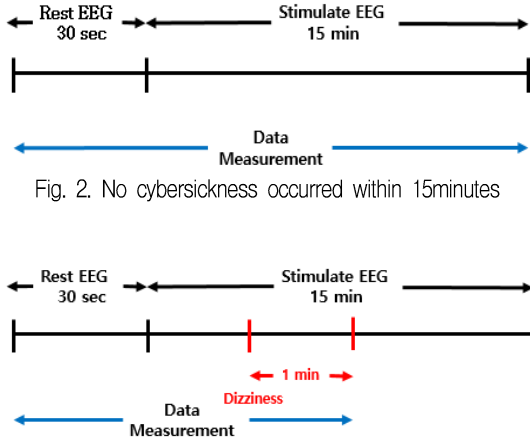 Rest EEG
30 sec
Stimulate EEG
15 min
Data
Measurement
Fig. 2. No cybersickness occurred within 15minutes
Rest EEG
30 sec
Stimulate EEG
15 min
1 min
Dizziness
Data
Measurement